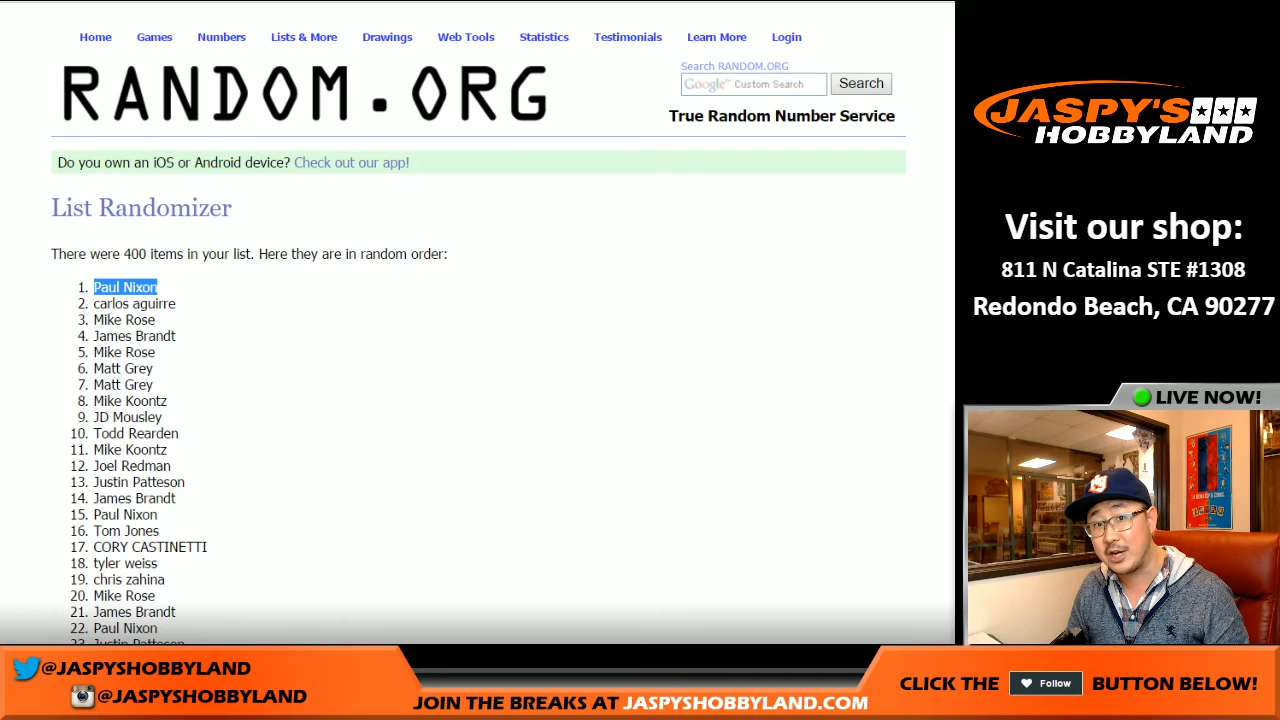 Home Games Numbers Lists & More Drawings Web Tools Statistics Testimonials Learn More Login
RANDOM.ORG
Search RANDOM.ORG
Google™ Custom Search Search
True Random Number Service
Do you own an iOS or Android device? Check out our app!
List Randomizer
There were 400 items in your list. Here they are in random order:
1. Paul Nixon
2. carlos aguirre
3. Mike Rose
4. James Brandt
5. Mike Rose
6. Matt Grey
7. Matt Grey
8. Mike Koontz
9. JD Mousley
10. Todd Rearden
11. Mike Koontz
12. Joel Redman
13. Justin Patteson
14. James Brandt
15. Paul Nixon
16. Tom Jones
17. CORY CASTINETTI
18. tyler weiss
19. chris zahina
20. Mike Rose
21. James Brandt
22. Paul Nixon
23. Justin Patteson
JASPY'S
HOBBYLAND
Visit our shop:
811 N Catalina STE #1308
Redondo Beach, CA 90277
LIVE NOW!
@JASPYSHOBBYLAND
@JASPYSHOBBYLAND
JOIN THE BREAKS AT JASPYSHOBBYLAND.COM
CLICK THE Follow BUTTON BELOW!